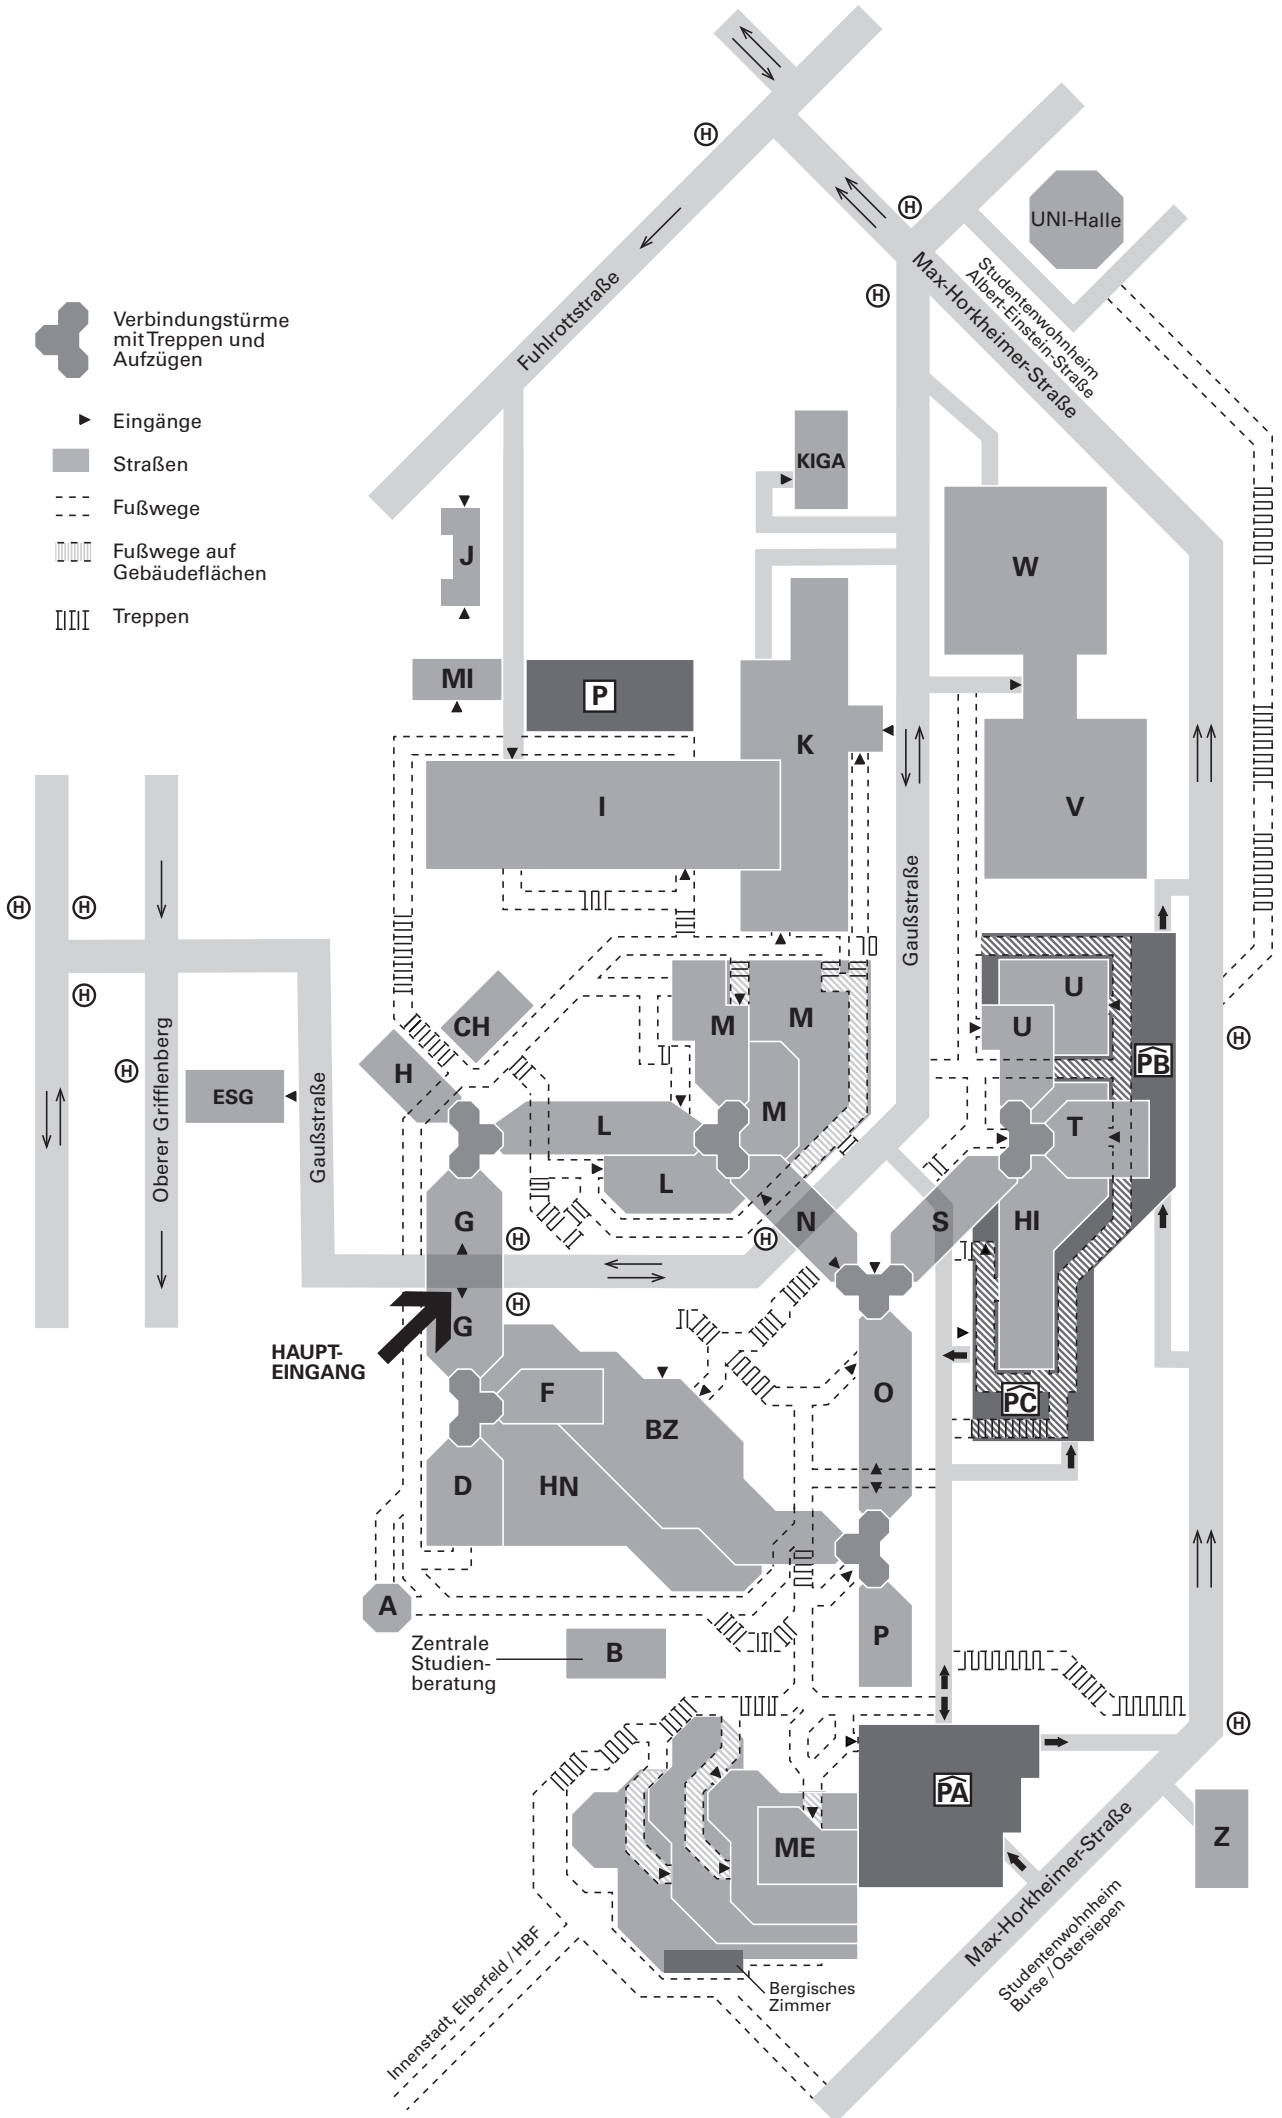 H
H
UNI-Halle
Max-Horkheimer-Straße
Studentenwohnheim
Albert-Einstein-Straße
H
Fuhlrottstraße
Verbindungstürme
mit Treppen und
Aufzügen
Eingänge
Straßen
Fußwege
Fußwege auf
Gebäudeflächen
Treppen
KIGA
J
W
MI
P
K
I
V
Gaußstraße
H
H
H
H
Oberer Grifflenberg
ESG
Gaußstraße
CH
H
M
M
M
U
U
PB
H
L
L
T
G
H
H
N
S
HI
H
G
HAUPT-
EINGANG
F
BZ
O
PC
D
HN
A
Zentrale
Studien-
beratung
B
P
H
PA
Z
ME
Max-Horkheimer-Straße
Studentenwohnheim
Burse / Ostersiepen
Innenstadt, Elberfeld / HBF
Bergisches
Zimmer